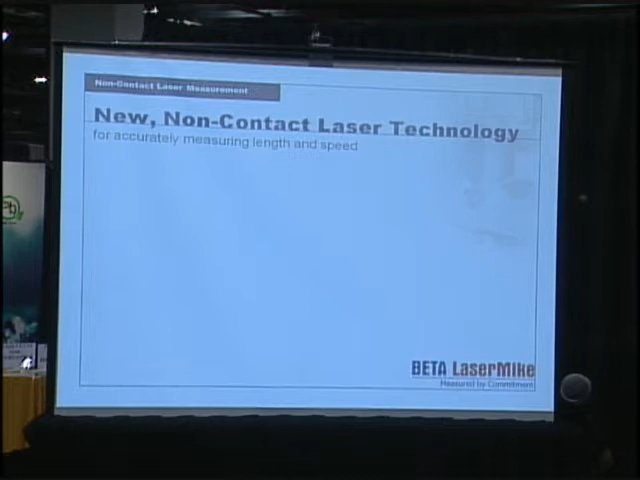 Non-Contact Laser Measurement
New, Non-Contact Laser Technology
for accurately measuring length and speed
Pb
BETA LaserMike
Measured by Commitment